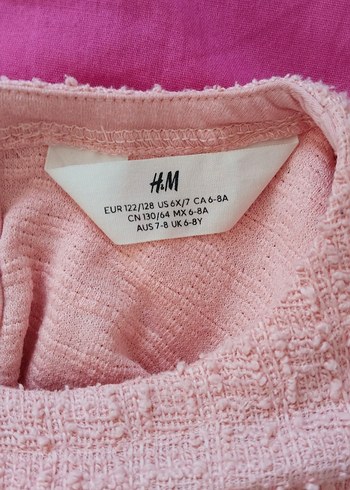 H&M
EUR 122/128 US 6X/7 CA 6-8A
CN 130/64 MX 6-8A
AUS 7-8 UK 6-8Y